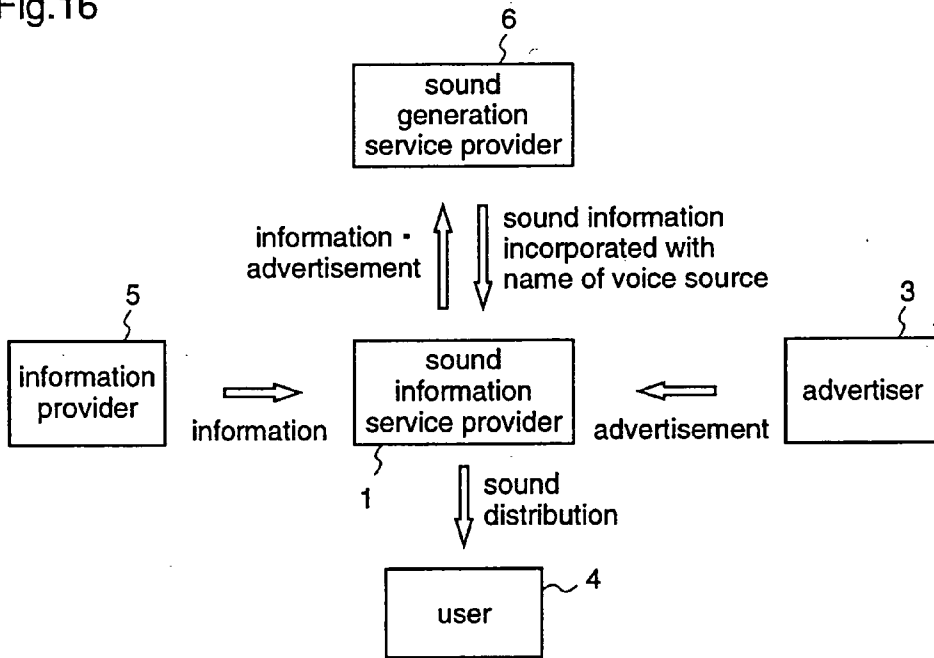 Fig.16
6
sound
generation
service provider
information ·
advertisement
sound information
incorporated with
name of voice source
5
3
information
provider
sound
information
service provider
advertiser
information
advertisement
1
sound
distribution
4
user